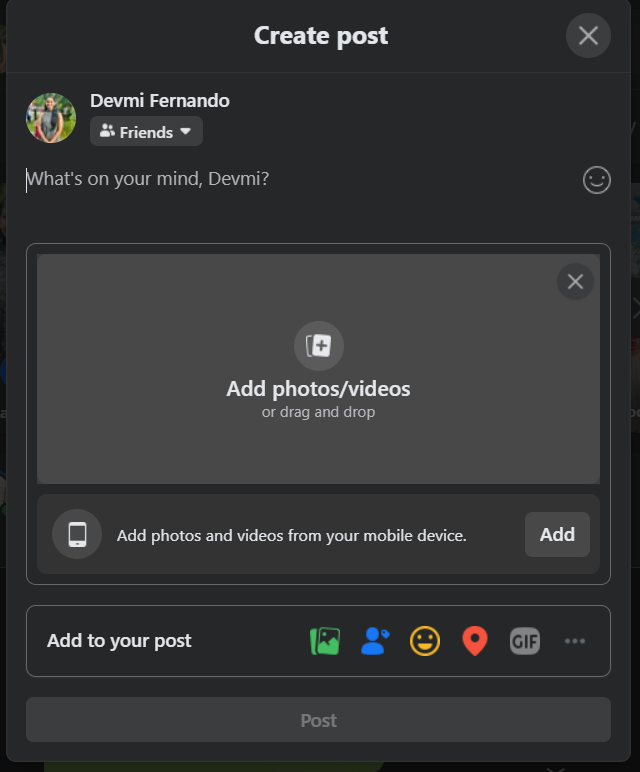 Create post
Devmi Fernando
Friends
What's on your mind, Devmi?
Add photos/videos
or drag and drop
Add photos and videos from your mobile device.
Add
Add to your post
GIF
Post